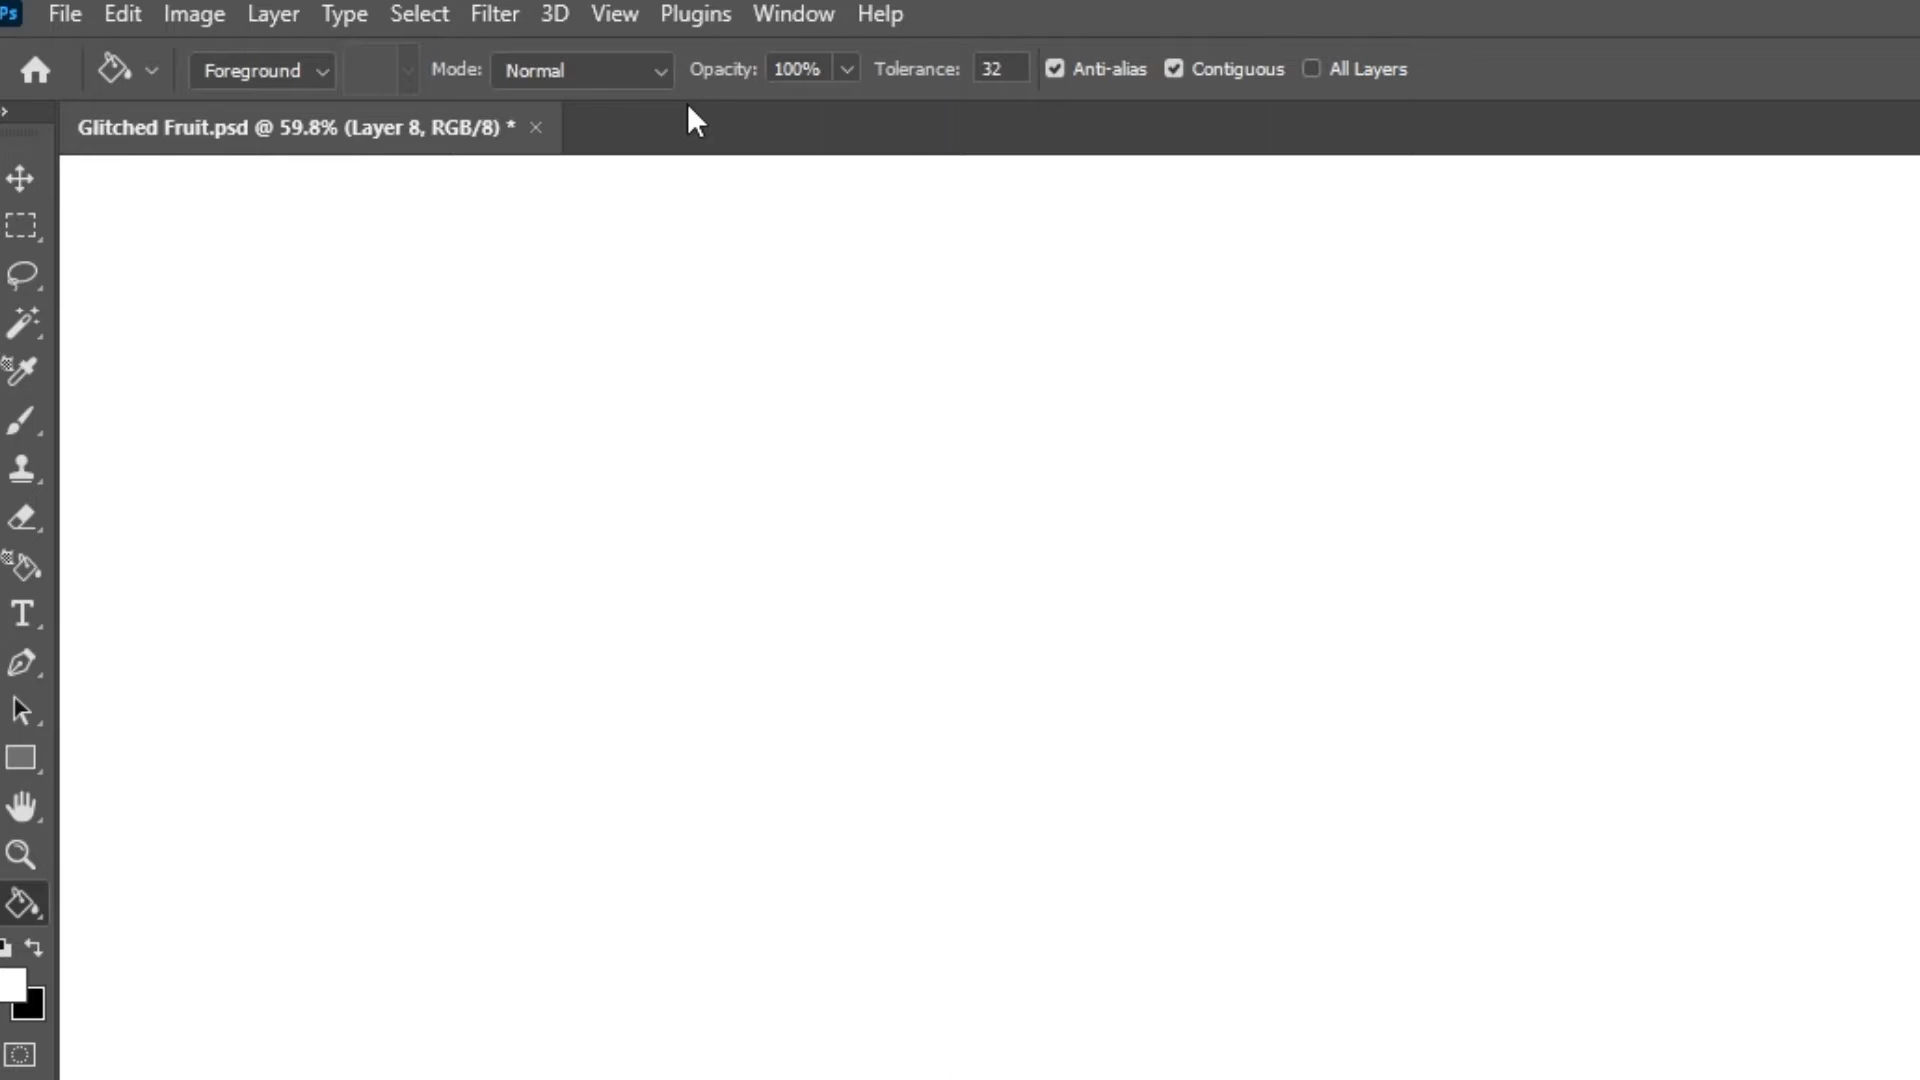 Ps File Edit Image Layer Type Select Filter 3D View Plugins Window Help
Foreground Mode: Normal Opacity: 100% Tolerance: 32 Anti-alias Contiguous All Layers
Glitched Fruit.psd @ 59.8% (Layer 8, RGB/8) * ×
T